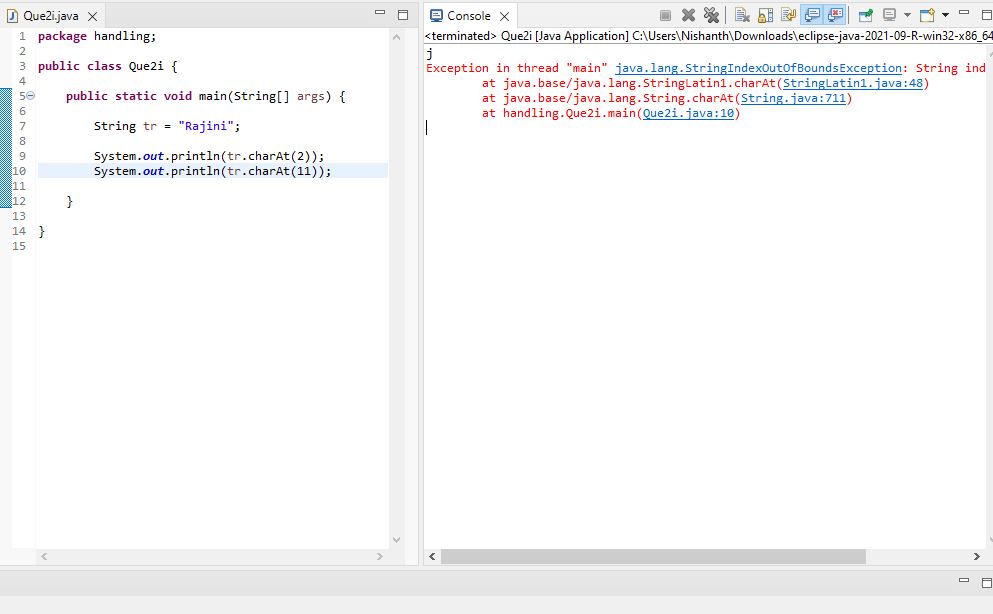 Que2i.java
1 package handling;
2
3 public class Que2i {
4
5 public static void main(String[] args) {
6
7 String tr = "Rajini";
8
9 System.out.println(tr.charAt(2));
10 System.out.println(tr.charAt(11));
11
12 }
13
14 }
15
Console
<terminated> Que2i [Java Application] C:\Users\Nishanth\Downloads\eclipse-java-2021-09-R-win32-x86_64
j
Exception in thread "main" java.lang.StringIndexOutOfBoundsException: String ind
at java.base/java.lang.StringLatin1.charAt(StringLatin1.java:48)
at java.base/java.lang.String.charAt(String.java:711)
at handling.Que2i.main(Que2i.java:10)